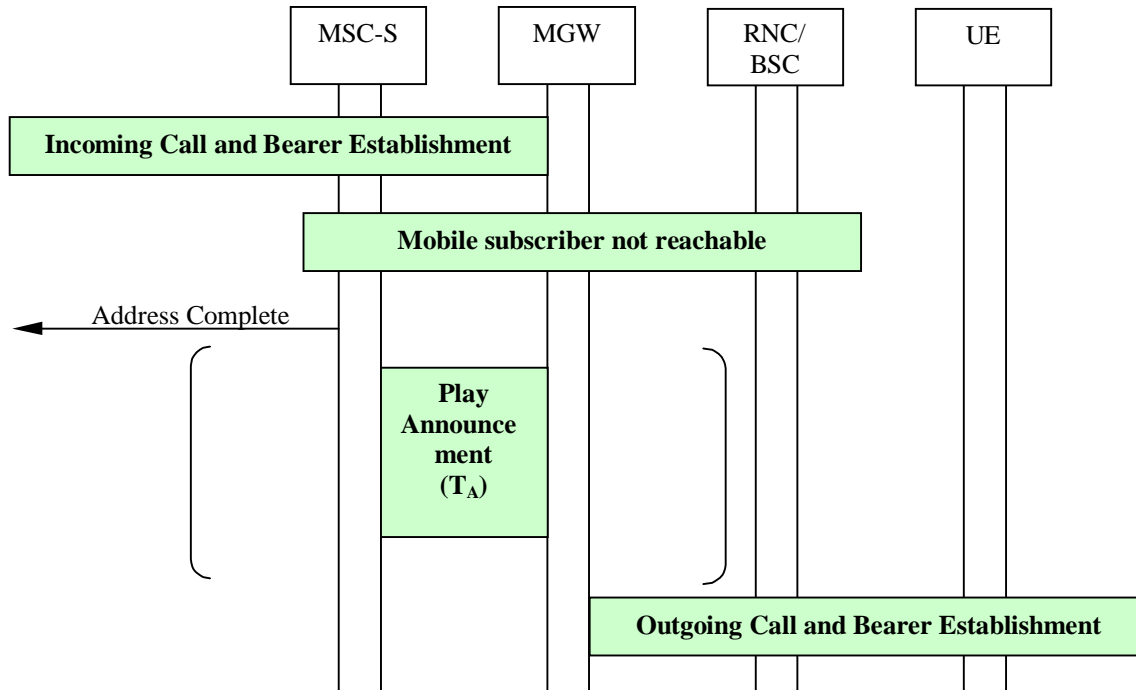 MSC-S
MGW
RNC/
BSC
UE
Incoming Call and Bearer Establishment
Mobile subscriber not reachable
Address Complete
Play
Announce
ment
(T_A)
Outgoing Call and Bearer Establishment